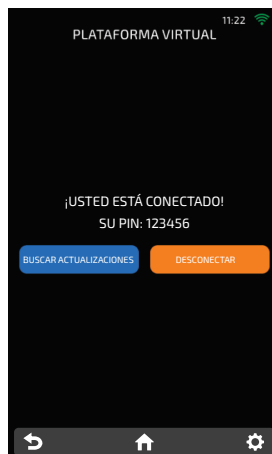 11:22
PLATAFORMA VIRTUAL
¡USTED ESTÁ CONECTADO!
SU PIN: 123456
BUSCAR ACTUALIZACIONES
DESCONECTAR